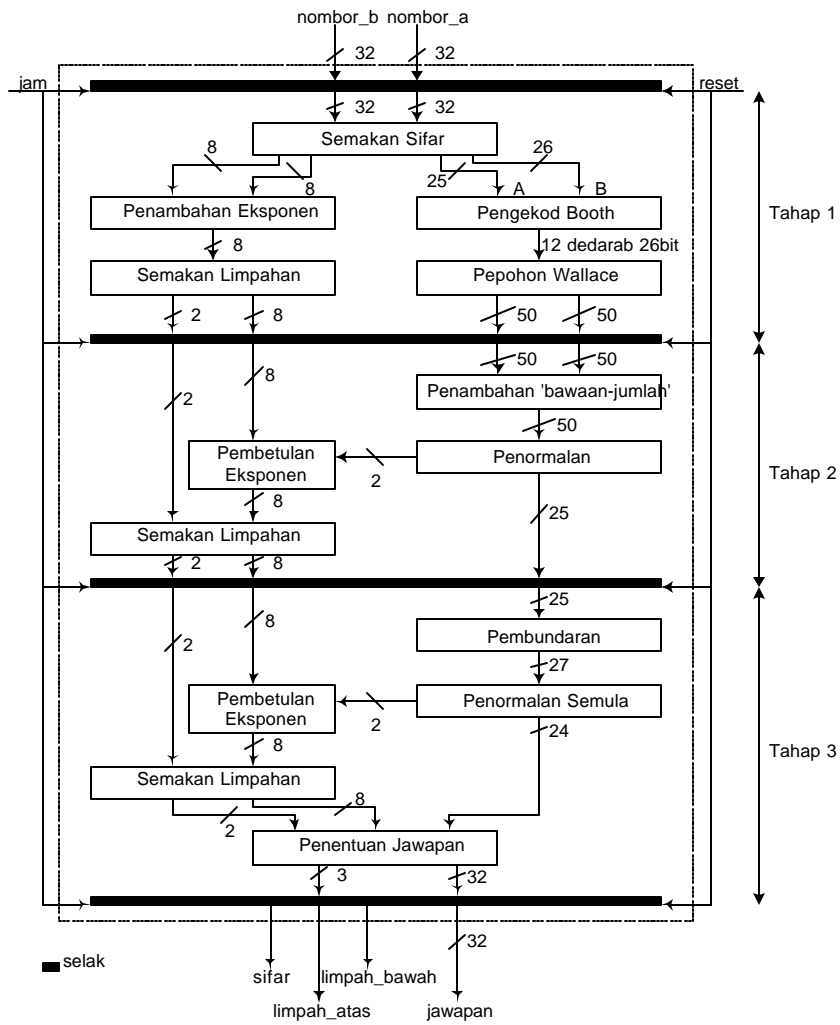 nombor_b nombor_a
32 32
jam reset
32 32
Semakan Sifar
8 8 25 26
A B
Penambahan Eksponen Pengekod Booth
8 12 dedarab 26bit
Tahap 1
Semakan Limpahan Pepohon Wallace
2 8 50 50
50 50
8
2
Penambahan 'bawaan-jumlah'
50
Pembetulan
Eksponen
2
Penormalan
Tahap 2
8 25
Semakan Limpahan
2 8
25
8
2
Pembundaran
27
Pembetulan
Eksponen
2
Penormalan Semula
8 24
Tahap 3
Semakan Limpahan
2 8
Penentuan Jawapan
3 32
32
selak
sifar limpah_bawah
limpah_atas jawapan